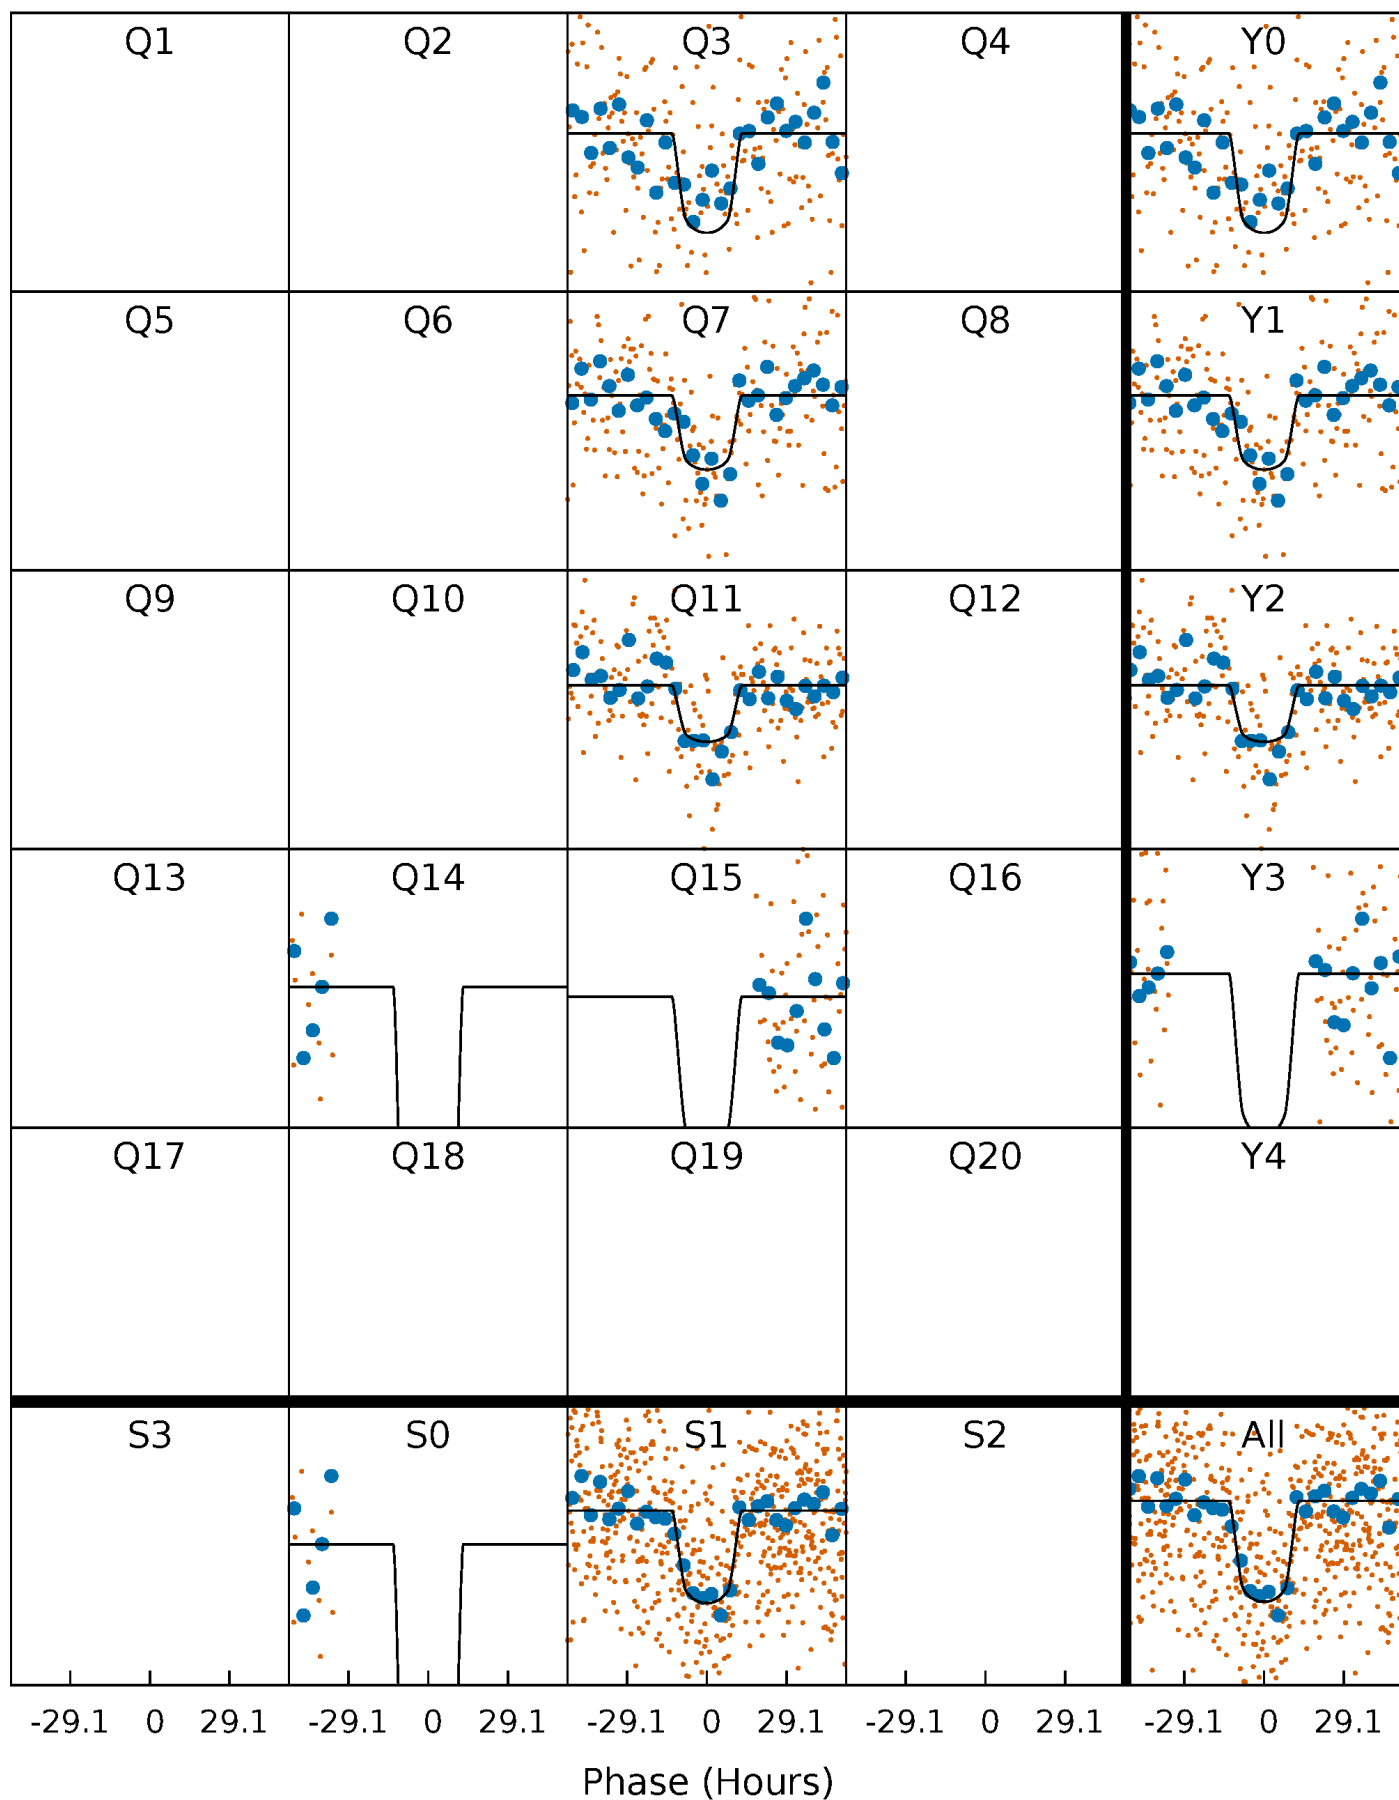 Q1 Q2 Q3 Q4 Y0
Q5 Q6 Q7 Q8 Y1
Q9 Q10 Q11 Q12 Y2
Q13 Q14 Q15 Q16 Y3
Q17 Q18 Q19 Q20 Y4
S3 S0 S1 S2 All
-29.1 0 29.1 -29.1 0 29.1 -29.1 0 29.1 -29.1 0 29.1 -29.1 0 29.1
Phase (Hours)